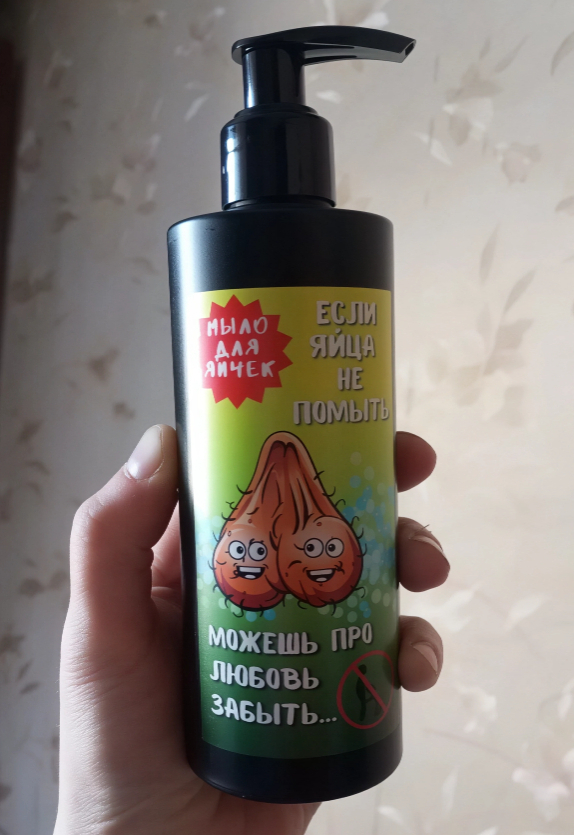 МЫЛО
ДЛЯ
ЯИЧЕК
ЕСЛИ
ЯЙЦА
НЕ
ПОМЫТЬ
МОЖЕШЬ ПРО
ЛЮБОВЬ
ЗАБЫТЬ...